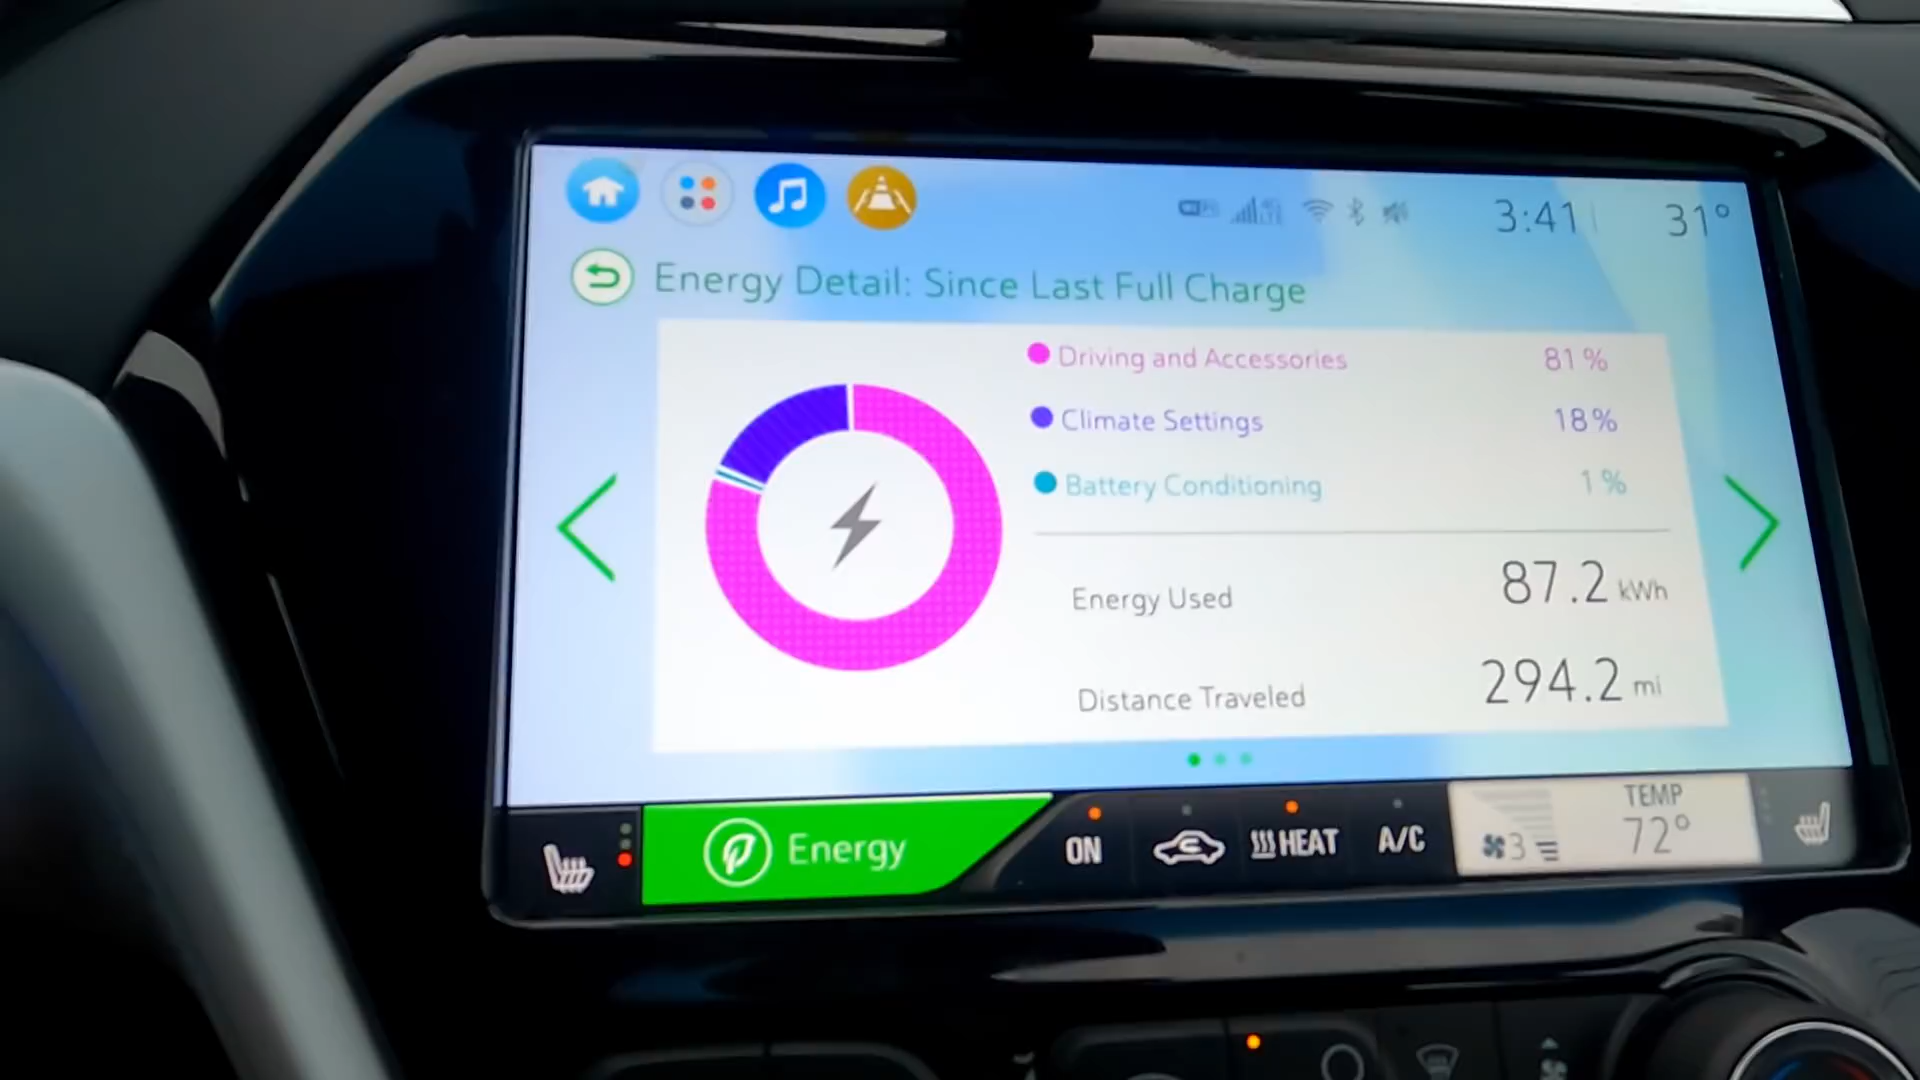 3:41 31°
Energy Detail: Since Last Full Charge
Driving and Accessories 81%
Climate Settings 18%
Battery Conditioning 1%
Energy Used 87.2 kWh
Distance Traveled 294.2 mi
TEMP
Energy ON HEAT A/C 3 72°